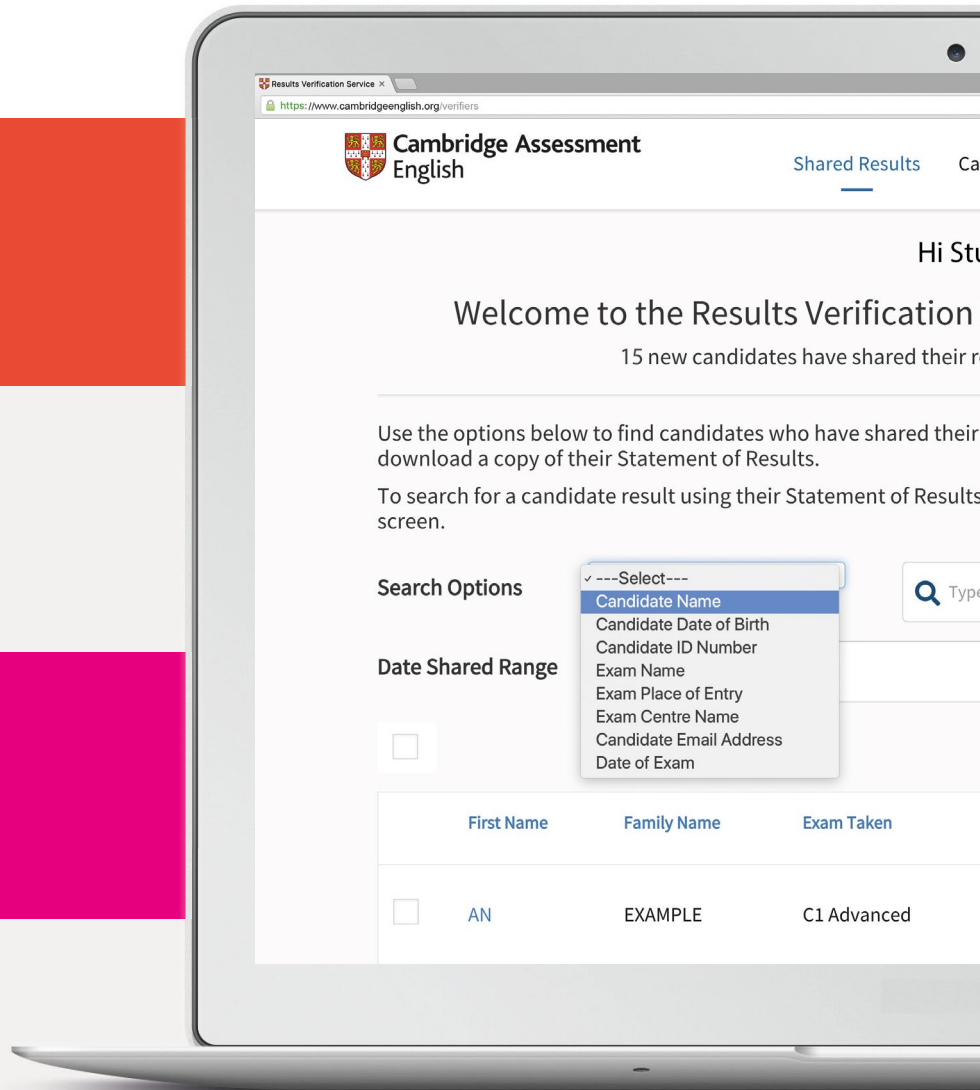 Results Verification Service ×
https://www.cambridgeenglish.org/verifiers
Cambridge Assessment
English
Shared Results
Hi
Welcome to the Results Verification
15 new candidates have shared their
Use the options below to find candidates who have shared their
download a copy of their Statement of Results.
To search for a candidate result using their Statement of Results
screen.
Search Options
✓ ---Select---
Candidate Name
Candidate Date of Birth
Candidate ID Number
Exam Name
Exam Place of Entry
Exam Centre Name
Candidate Email Address
Date of Exam
Type
Date Shared Range
First Name Family Name Exam Taken
AN EXAMPLE C1 Advanced